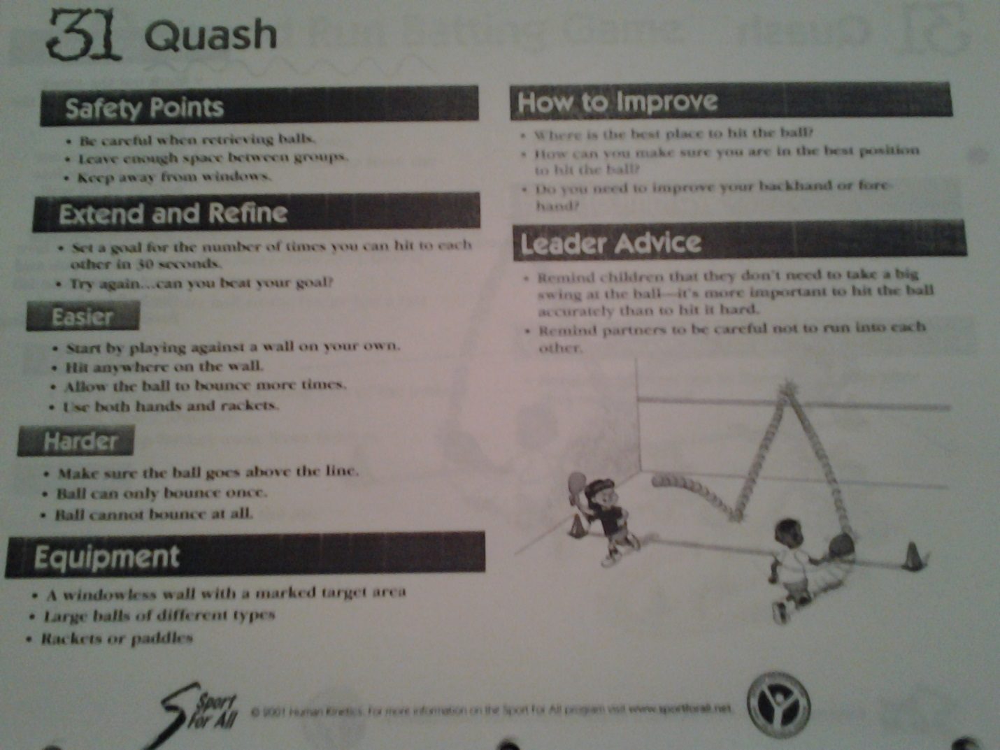 31 Quash
Safety Points
• Be careful when retrieving balls.
• Leave enough space between groups.
• Keep away from windows.
Extend and Refine
• Set a goal for the number of times you can hit to each
other in 30 seconds.
• Try again...can you beat your goal?
Easier
• Start by playing against a wall on your own.
• Hit anywhere on the wall.
• Allow the ball to bounce more times.
• Use both hands and rackets.
Harder
• Make sure the ball goes above the line.
• Ball can only bounce once.
• Ball cannot bounce at all.
Equipment
• A windowless wall with a marked target area
• Large balls of different types
• Rackets or paddles
How to Improve
• Where is the best place to hit the ball?
• How can you make sure you are in the best position
to hit the ball?
• Do you need to improve your backhand or fore-
hand?
Leader Advice
• Remind children that they don't need to take a big
swing at the ball—it's more important to hit the ball
accurately than to hit it hard.
• Remind partners to be careful not to run into each
other.
Sport
For All
© 2001 Human Kinetics. For more information on the Sport For All program visit www.sportforall.net.